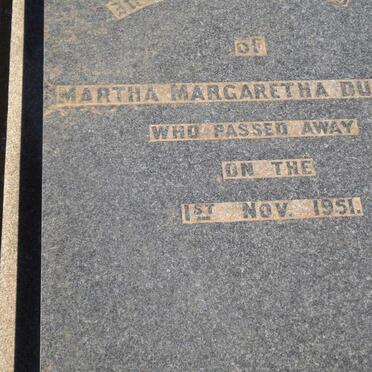 OF
MARTHA MARGARETHA DU
WHO PASSED AWAY
ON THE
1ST NOV. 1951.